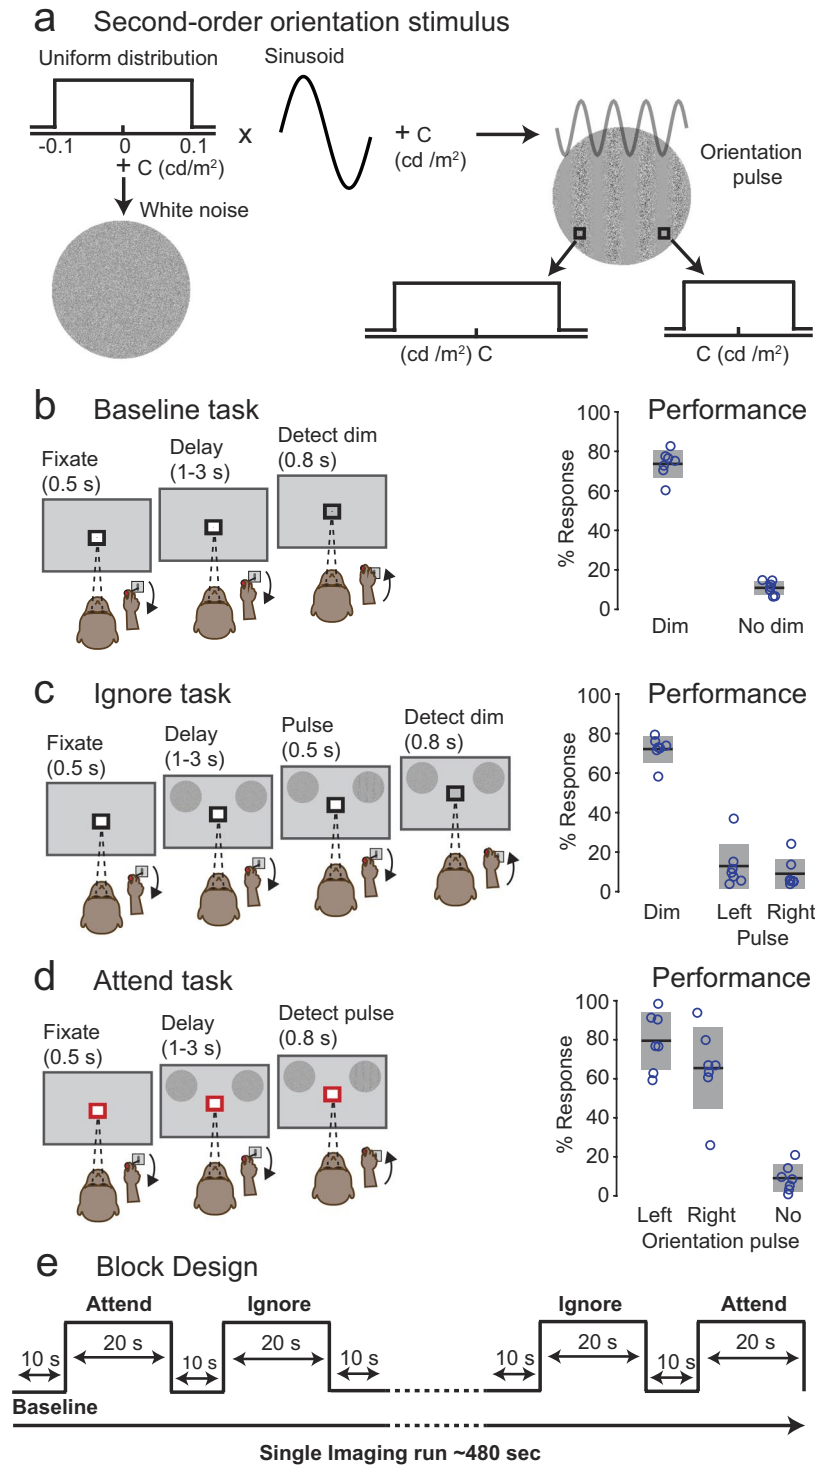 a Second-order orientation stimulus
Uniform distribution
Sinusoid
-0.1 0 0.1
+ C (cd/m²)
x
+ C
(cd /m²)
Orientation
pulse
White noise
(cd /m²) C
C (cd /m²)
b Baseline task
Fixate
(0.5 s)
Delay
(1-3 s)
Detect dim
(0.8 s)
Performance
% Response
100
80
60
40
20
0
Dim No dim
c Ignore task
Fixate
(0.5 s)
Delay
(1-3 s)
Pulse
(0.5 s)
Detect dim
(0.8 s)
Performance
% Response
100
80
60
40
20
0
Dim Left Right
Pulse
d Attend task
Fixate
(0.5 s)
Delay
(1-3 s)
Detect pulse
(0.8 s)
Performance
% Response
100
80
60
40
20
0
Left Right No
Orientation pulse
e Block Design
Attend Ignore Ignore Attend
10 s 20 s 10 s 20 s 10 s 10 s 20 s 10 s 20 s
Baseline
Single Imaging run ~480 sec